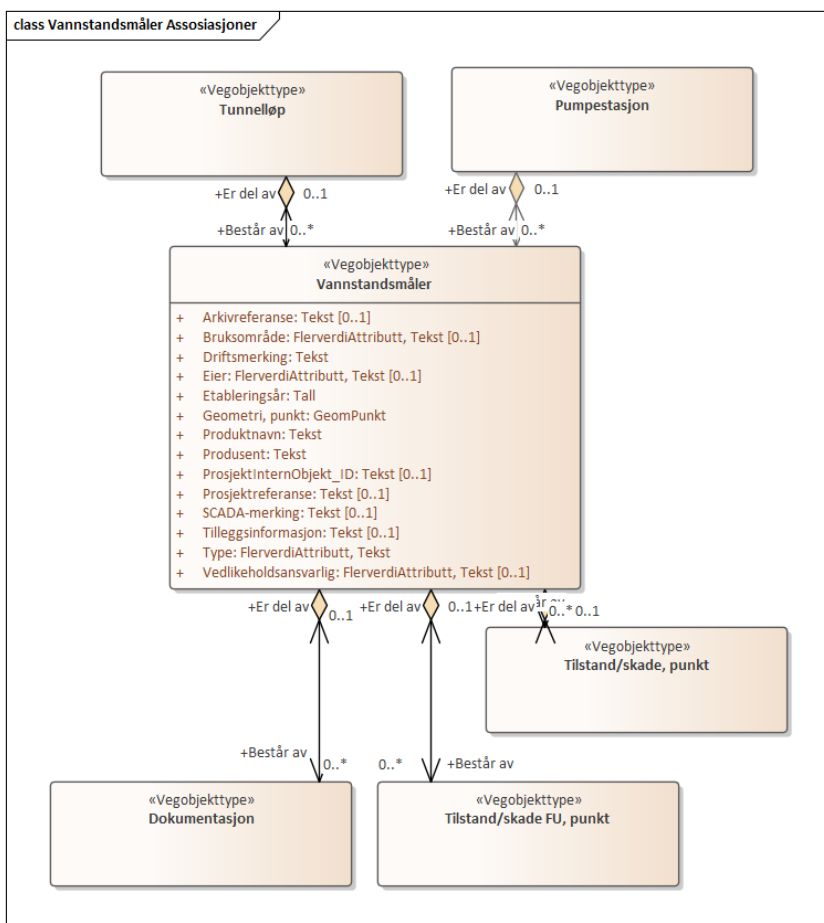 class Vannstandsmåler Assosiasjoner
«Vegobjekttype»
Tunnelløp
«Vegobjekttype»
Pumpestasjon
+Er del av 0..1
+Består av 0..*
+Er del av 0..1
+Består av 0..*
«Vegobjekttype»
Vannstandsmåler
+ Arkivreferanse: Tekst [0..1]
+ Bruksområde: FlerverdiAttributt, Tekst [0..1]
+ Driftsmerking: Tekst
+ Eier: FlerverdiAttributt, Tekst [0..1]
+ Etableringsår: Tall
+ Geometri, punkt: GeomPunkt
+ Produktnavn: Tekst
+ Produsent: Tekst
+ ProsjektInternObjekt_ID: Tekst [0..1]
+ Prosjektreferanse: Tekst [0..1]
+ SCADA-merking: Tekst [0..1]
+ Tilleggsinformasjon: Tekst [0..1]
+ Type: FlerverdiAttributt, Tekst
+ Vedlikeholdsansvarlig: FlerverdiAttributt, Tekst [0..1]
+Er del av 0..1
+Er del av 0..1
+Er del av 0..* 0..1
«Vegobjekttype»
Tilstand/skade, punkt
+Består av 0..*
0..* +Består av
«Vegobjekttype»
Dokumentasjon
«Vegobjekttype»
Tilstand/skade FU, punkt